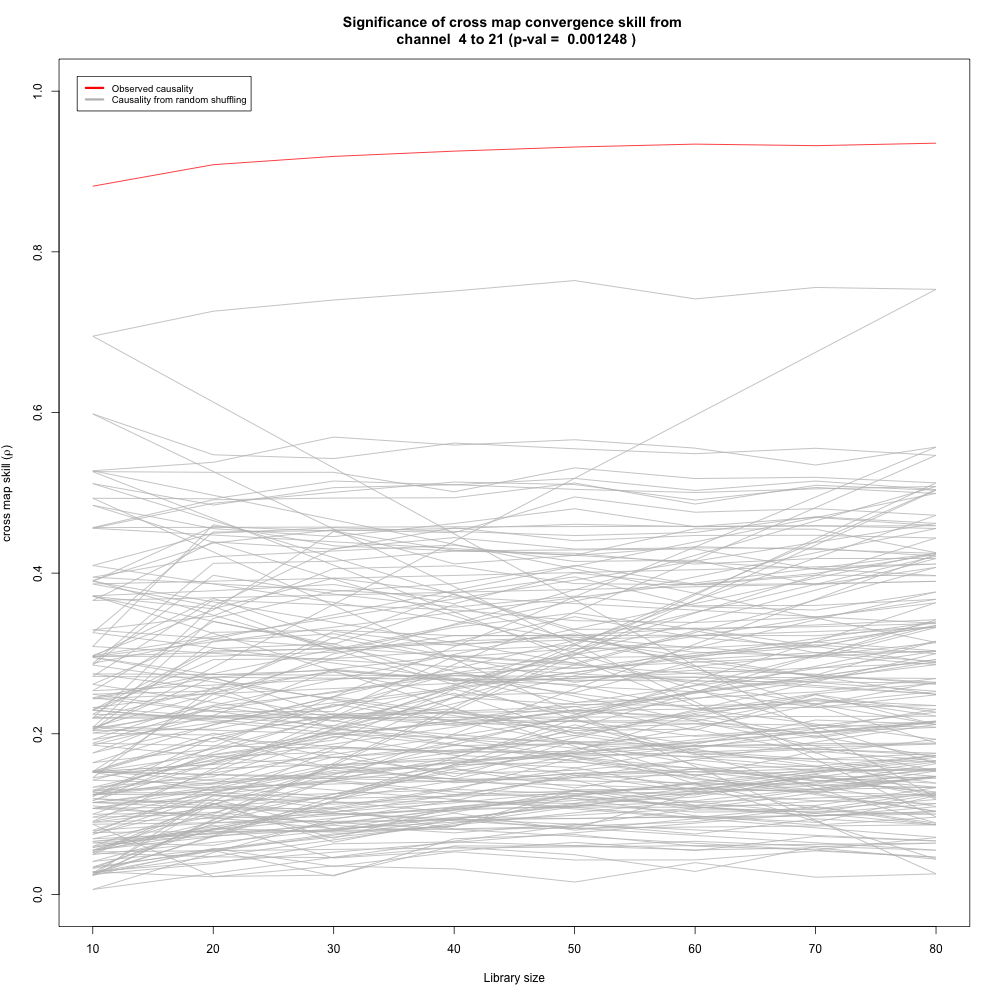 Significance of cross map convergence skill from
channel  4 to 21 (p-val =  0.001248 )
Observed causality
Causality from random shuffling
cross map skill (ρ)
1.0
0.8
0.6
0.4
0.2
0.0
10 20 30 40 50 60 70 80
Library size